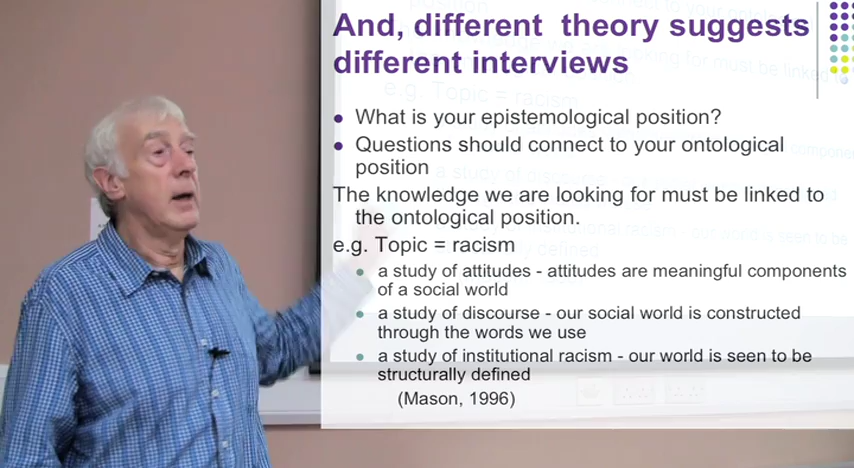 And, different theory suggests
different interviews
• What is your epistemological position?
• Questions should connect to your ontological
position
The knowledge we are looking for must be linked to
the ontological position.
e.g. Topic = racism
• a study of attitudes - attitudes are meaningful components
of a social world
• a study of discourse - our social world is constructed
through the words we use
• a study of institutional racism - our world is seen to be
structurally defined
(Mason, 1996)